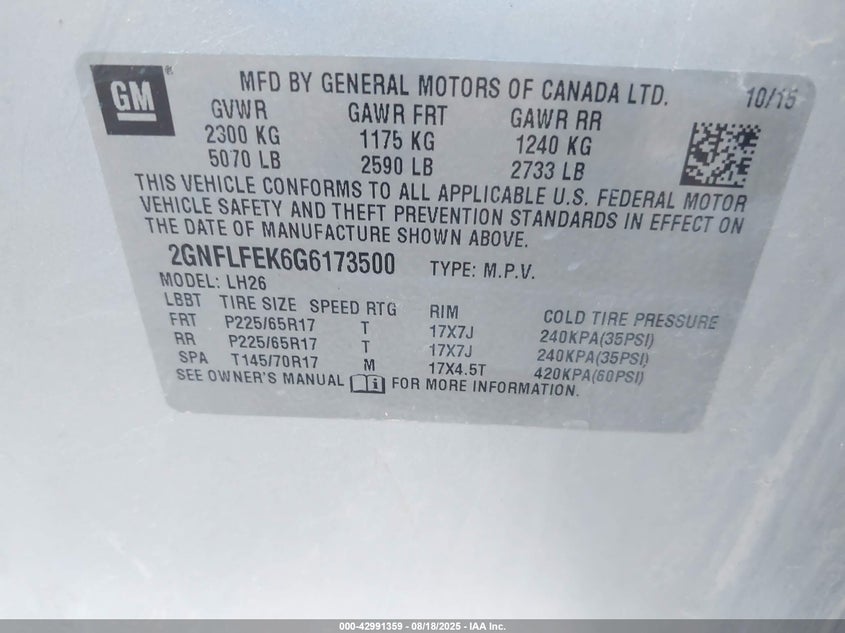 GM ®
MFD BY GENERAL MOTORS OF CANADA LTD. 10/15
GVWR GAWR FRT GAWR RR
2300 KG 1175 KG 1240 KG
5070 LB 2590 LB 2733 LB
THIS VEHICLE CONFORMS TO ALL APPLICABLE U.S. FEDERAL MOTOR
VEHICLE SAFETY AND THEFT PREVENTION STANDARDS IN EFFECT ON
THE DATE OF MANUFACTURE SHOWN ABOVE.
2GNFLFEK6G6173500 TYPE: M.P.V.
MODEL: LH26
LBBT TIRE SIZE SPEED RTG RIM COLD TIRE PRESSURE
FRT P225/65R17 T 17X7J 240KPA(35PSI)
RR P225/65R17 T 17X7J 240KPA(35PSI)
SPA T145/70R17 M 17X4.5T 420KPA(60PSI)
SEE OWNER'S MANUAL FOR MORE INFORMATION.
000-42991359 - 08/18/2025 - IAA Inc.